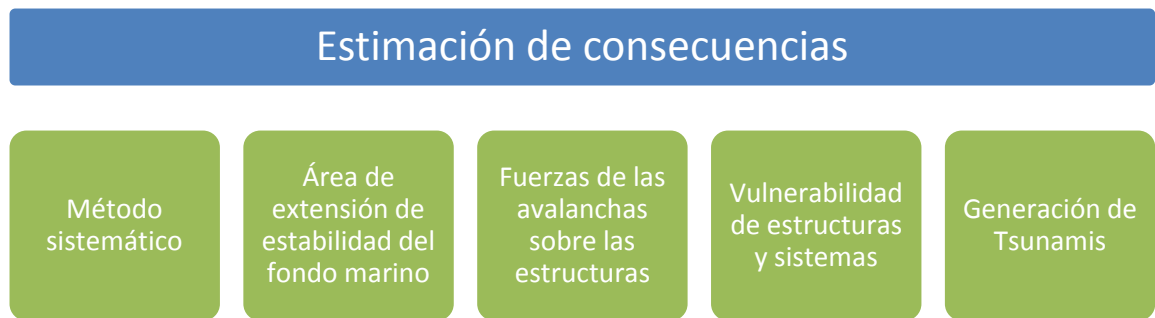 Estimación de consecuencias
Método
sistemático
Área de
extensión de
estabilidad del
fondo marino
Fuerzas de las
avalanchas
sobre las
estructuras
Vulnerabilidad
de estructuras
y sistemas
Generación de
Tsunamis